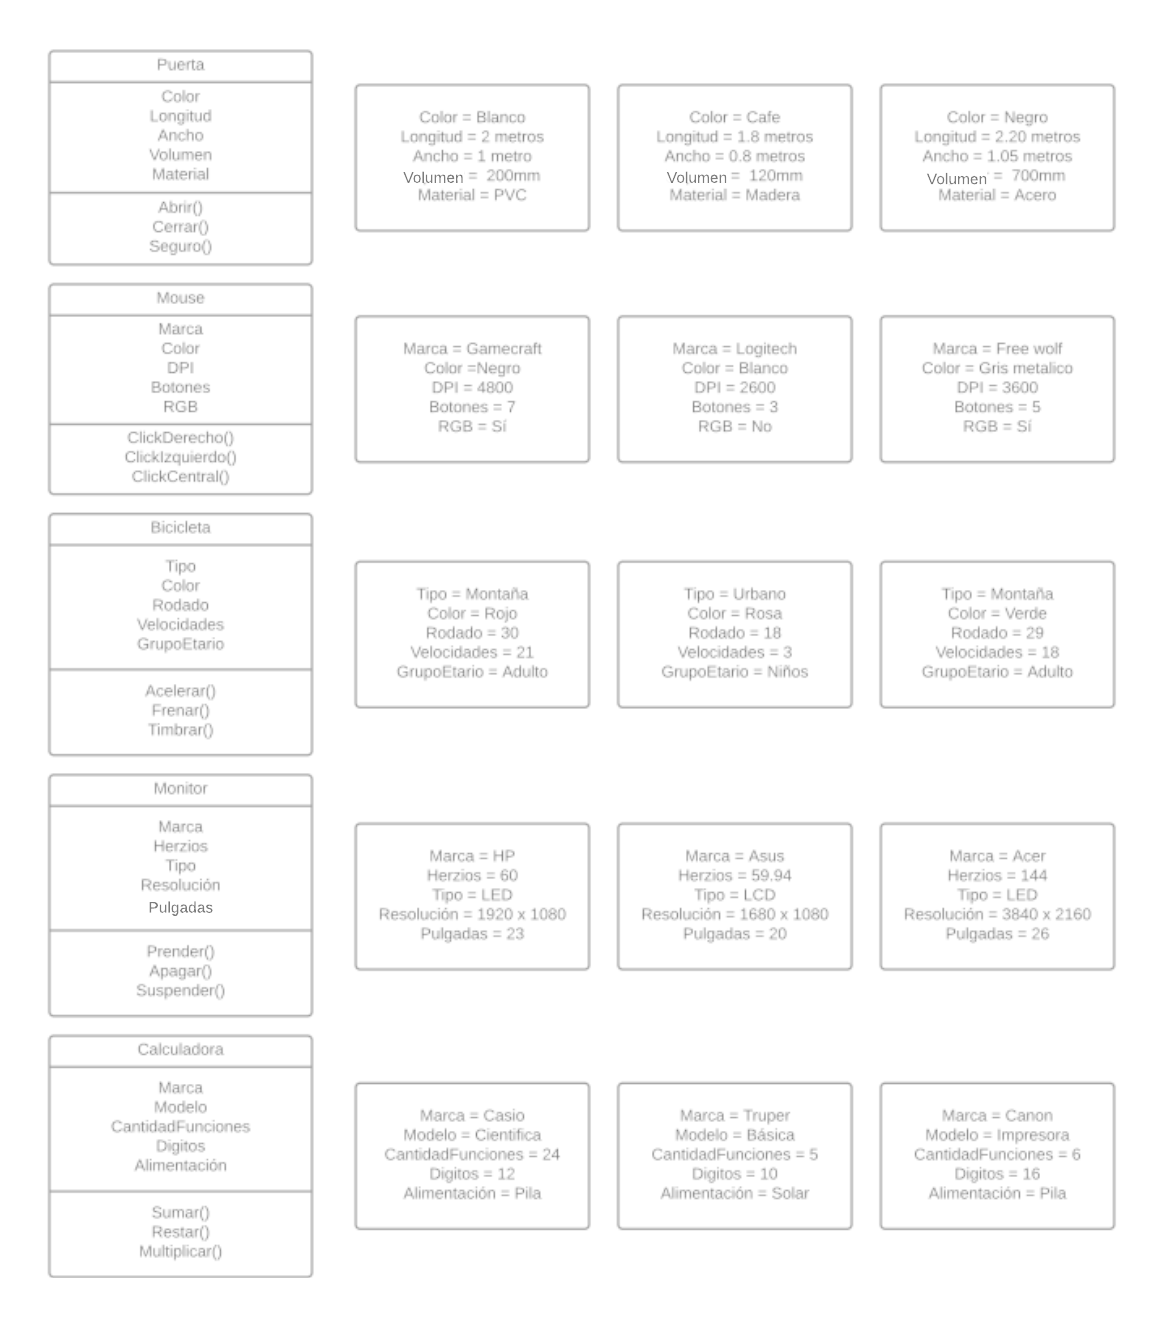 Puerta
Color
Longitud
Ancho
Volumen
Material
Abrir()
Cerrar()
Seguro()
Color = Blanco
Longitud = 2 metros
Ancho = 1 metro
Volumen = 200mm
Material = PVC
Color = Cafe
Longitud = 1.8 metros
Ancho = 0.8 metros
Volumen = 120mm
Material = Madera
Color = Negro
Longitud = 2.20 metros
Ancho = 1.05 metros
Volumen = 700mm
Material = Acero
Mouse
Marca
Color
DPI
Botones
RGB
ClickDerecho()
ClickIzquierdo()
ClickCentral()
Marca = Gamecraft
Color =Negro
DPI = 4800
Botones = 7
RGB = Sí
Marca = Logitech
Color = Blanco
DPI = 2600
Botones = 3
RGB = No
Marca = Free wolf
Color = Gris metalico
DPI = 3600
Botones = 5
RGB = Sí
Bicicleta
Tipo
Color
Rodado
Velocidades
GrupoEtario
Acelerar()
Frenar()
Timbrar()
Tipo = Montaña
Color = Rojo
Rodado = 30
Velocidades = 21
GrupoEtario = Adulto
Tipo = Urbano
Color = Rosa
Rodado = 18
Velocidades = 3
GrupoEtario = Niños
Tipo = Montaña
Color = Verde
Rodado = 29
Velocidades = 18
GrupoEtario = Adulto
Monitor
Marca
Herzios
Tipo
Resolución
Pulgadas
Prender()
Apagar()
Suspender()
Marca = HP
Herzios = 60
Tipo = LED
Resolución = 1920 x 1080
Pulgadas = 23
Marca = Asus
Herzios = 59.94
Tipo = LCD
Resolución = 1680 x 1080
Pulgadas = 20
Marca = Acer
Herzios = 144
Tipo = LED
Resolución = 3840 x 2160
Pulgadas = 26
Calculadora
Marca
Modelo
CantidadFunciones
Digitos
Alimentación
Sumar()
Restar()
Multiplicar()
Marca = Casio
Modelo = Cientifica
CantidadFunciones = 24
Digitos = 12
Alimentación = Pila
Marca = Truper
Modelo = Básica
CantidadFunciones = 5
Digitos = 10
Alimentación = Solar
Marca = Canon
Modelo = Impresora
CantidadFunciones = 6
Digitos = 16
Alimentación = Pila